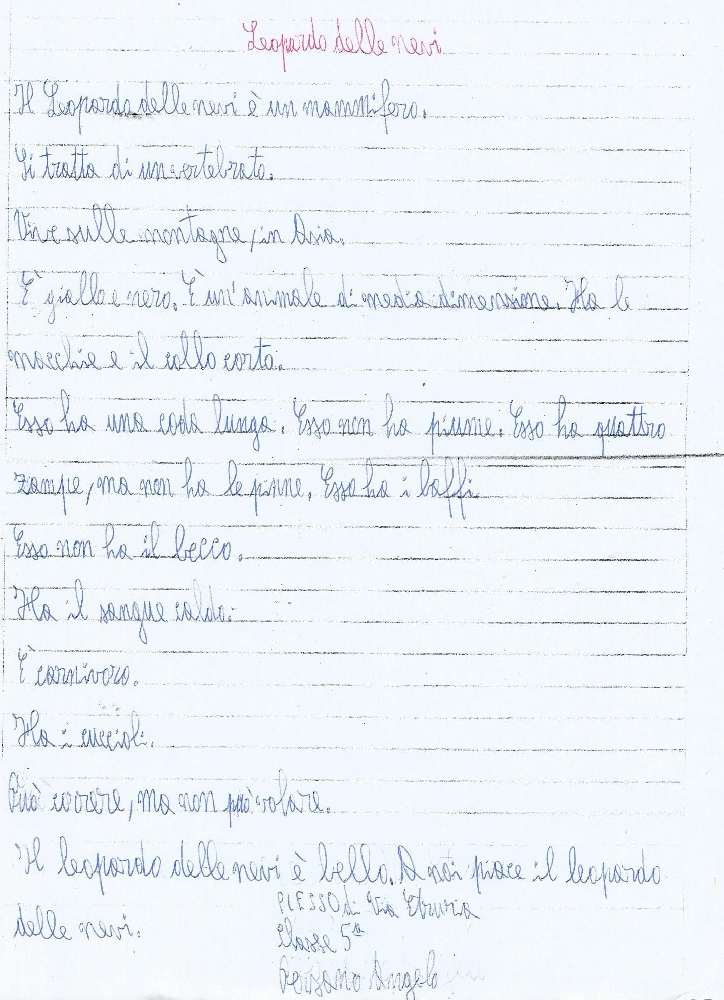 Leopardo delle nevi
Il Leopardo delle nevi è un mammifero.
Si tratta di un vertebrato.
Vive sulle montagne, in Asia.
È giallo e nero. È un' animale di media dimensione. Ha le
macchie e il collo corto.
Esso ha una coda lunga. Esso non ha piume. Esso ha quattro
zampe, ma non ha le pinne. Esso ha i baffi.
Esso non ha il becco.
Ha il sangue caldo.
È carnivoro.
Ha i cuccioli.
Può correre, ma non può volare.
Il leopardo delle nevi è bello. A noi piace il leopardo
delle nevi.
PLESSO di Via Etruria
Classe 5ª
Persano Angelo